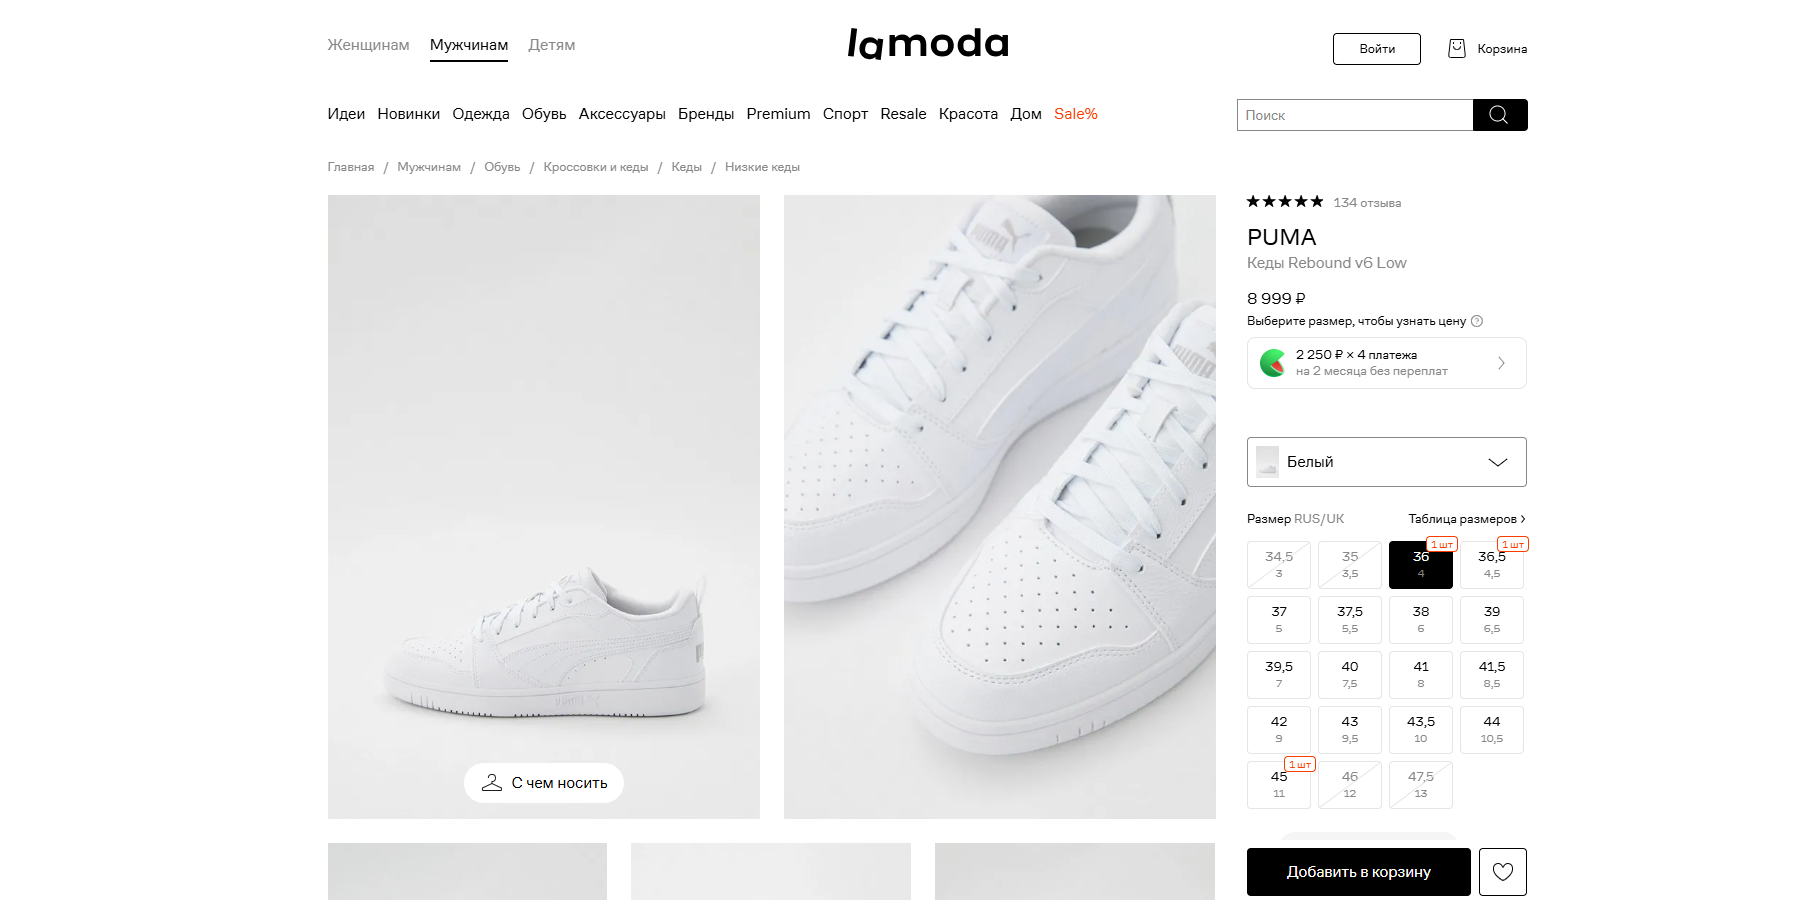 Женщинам Мужчинам Детям
lamoda
Войти
Корзина
Идеи Новинки Одежда Обувь Аксессуары Бренды Premium Спорт Resale Красота Дом Sale%
Поиск
Главная / Мужчинам / Обувь / Кроссовки и кеды / Кеды / Низкие кеды
134 отзыва
PUMA
Кеды Rebound v6 Low
8 999 ₽
Выберите размер, чтобы узнать цену ?
2 250 ₽ × 4 платежа
на 2 месяца без переплат
Белый
Размер RUS/UK
Таблица размеров
1 шт 1 шт
34,5 35 36 36,5
3 3,5 4 4,5
37 37,5 38 39
5 5,5 6 6,5
39,5 40 41 41,5
7 7,5 8 8,5
42 43 43,5 44
9 9,5 10 10,5
1 шт
45 46 47,5
11 12 13
С чем носить
Добавить в корзину